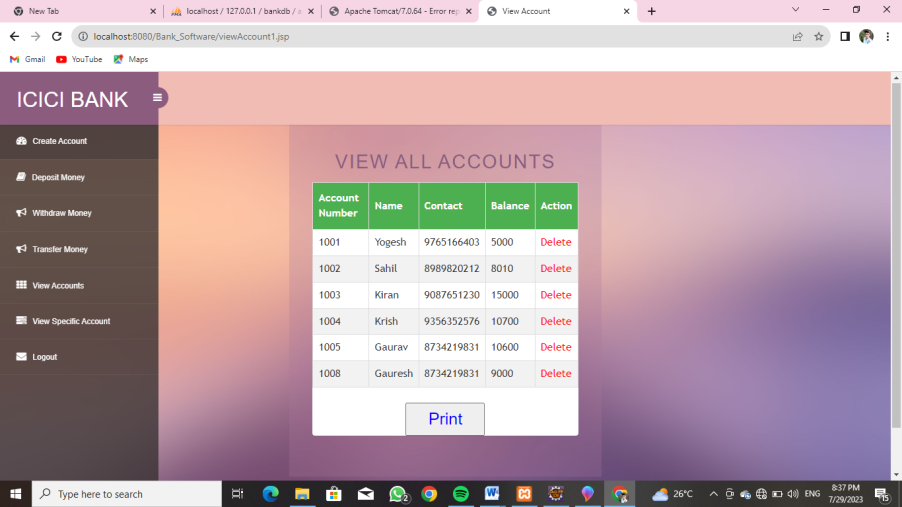 New Tab
localhost / 127.0.0.1 / bankdb / a
Apache Tomcat/7.0.64 - Error rep
View Account
localhost:8080/Bank_Software/viewAccount1.jsp
Gmail YouTube Maps
ICICI BANK
Create Account
Deposit Money
Withdraw Money
Transfer Money
View Accounts
View Specific Account
Logout
VIEW ALL ACCOUNTS
Account Number Name Contact Balance Action
1001 Yogesh 9765166403 5000 Delete
1002 Sahil 8989820212 8010 Delete
1003 Kiran 9087651230 15000 Delete
1004 Krish 9356352576 10700 Delete
1005 Gaurav 8734219831 10600 Delete
1008 Gauresh 8734219831 9000 Delete
Print
Type here to search
2
26°C
ENG
8:37 PM
7/29/2023
15